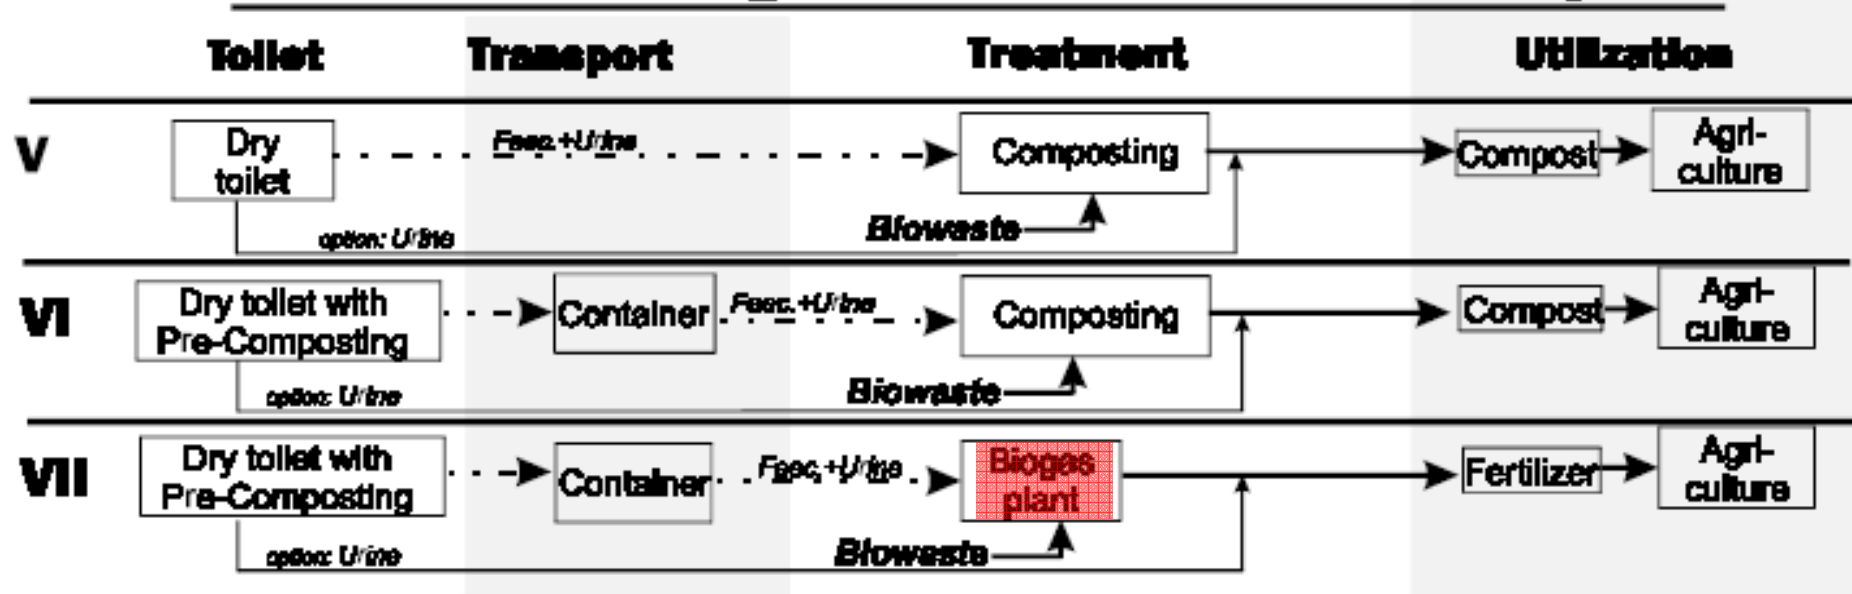 Toilet Transport Treatment Utilization
V
Dry
toilet
Faec.+Urine
Composting
Compost
Agri-
culture
option: Urine
Biowaste
VI
Dry toilet with
Pre-Composting
Container
Faec.+Urine
Composting
Compost
Agri-
culture
option: Urine
Biowaste
VII
Dry toilet with
Pre-Composting
Container
Faec,+Urine
Biogas
plant
Fertilizer
Agri-
culture
option: Urine
Biowaste